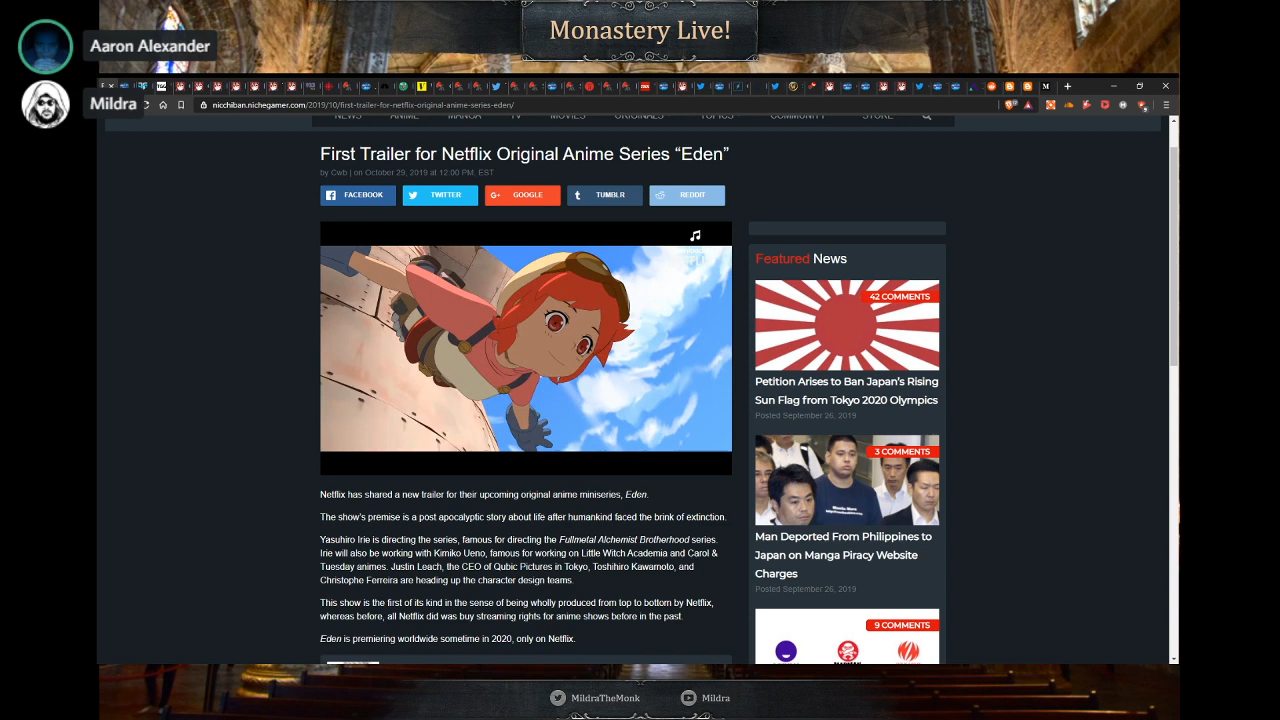 Monastery Live!
Aaron Alexander
Mildra
nicchiban.nichegamer.com/2019/10/first-trailer-for-netflix-original-anime-series-eden/
NEWS ANIME MANGA TV MOVIES ORIGINALS TOPICS COMMUNITY STORE
First Trailer for Netflix Original Anime Series “Eden”
by Cwb | on October 29, 2019 at 12:00 PM, EST
FACEBOOK TWITTER GOOGLE TUMBLR REDDIT
Featured News
42 COMMENTS
Petition Arises to Ban Japan’s Rising
Sun Flag from Tokyo 2020 Olympics
Posted September 26, 2019
3 COMMENTS
Man Deported From Philippines to
Japan on Manga Piracy Website
Charges
Posted September 26, 2019
9 COMMENTS
Netflix has shared a new trailer for their upcoming original anime miniseries, Eden.
The show’s premise is a post apocalyptic story about life after humankind faced the brink of extinction.
Yasuhiro Irie is directing the series, famous for directing the Fullmetal Alchemist Brotherhood series.
Irie will also be working with Kimiko Ueno, famous for working on Little Witch Academia and Carol &
Tuesday animes. Justin Leach, the CEO of Qubic Pictures in Tokyo, Toshihiro Kawamoto, and
Christophe Ferreira are heading up the character design teams.
This show is the first of its kind in the sense of being wholly produced from top to bottom by Netflix,
whereas before, all Netflix did was buy streaming rights for anime shows before in the past.
Eden is premiering worldwide sometime in 2020, only on Netflix.
MildraTheMonk
Mildra